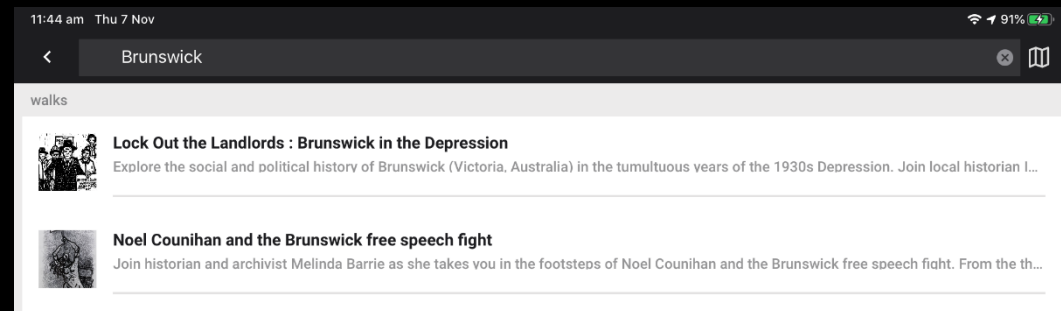 11:44 am Thu 7 Nov 91%
Brunswick
walks
Lock Out the Landlords : Brunswick in the Depression
Explore the social and political history of Brunswick (Victoria, Australia) in the tumultuous years of the 1930s Depression. Join local historian I...
Noel Counihan and the Brunswick free speech fight
Join historian and archivist Melinda Barrie as she takes you in the footsteps of Noel Counihan and the Brunswick free speech fight. From the th...